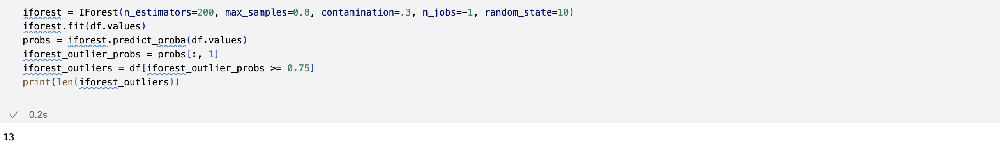 iforest = IForest(n_estimators=200, max_samples=0.8, contamination=.3, n_jobs=-1, random_state=10)
iforest.fit(df.values)
probs = iforest.predict_proba(df.values)
iforest_outlier_probs = probs[:, 1]
iforest_outliers = df[iforest_outlier_probs >= 0.75]
print(len(iforest_outliers))
✓ 0.2s
13